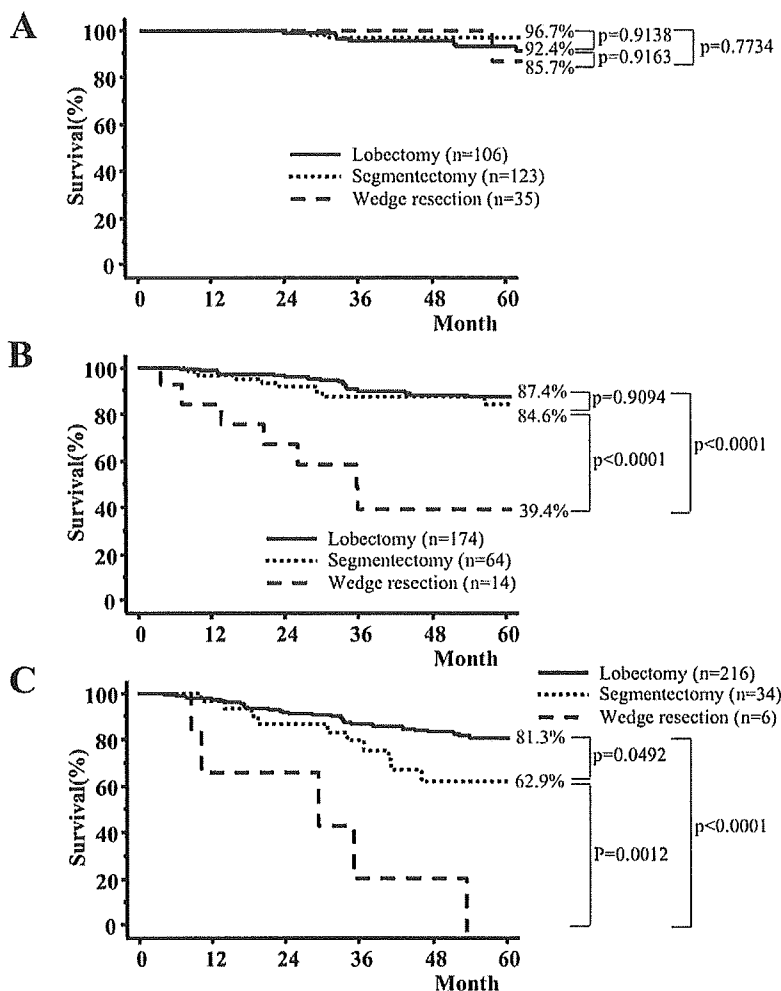 A
Survival(%)
100
80
60
40
20
0
96.7%
92.4%
85.7%
p=0.9138
p=0.9163
p=0.7734
Lobectomy (n=106)
Segmentectomy (n=123)
Wedge resection (n=35)
0 12 24 36 48 60
Month
B
Survival(%)
100
80
60
40
20
0
87.4%
84.6%
39.4%
p=0.9094
p<0.0001
p<0.0001
Lobectomy (n=174)
Segmentectomy (n=64)
Wedge resection (n=14)
0 12 24 36 48 60
Month
C
Lobectomy (n=216)
Segmentectomy (n=34)
Wedge resection (n=6)
Survival(%)
100
80
60
40
20
0
81.3%
62.9%
p=0.0492
P=0.0012
p<0.0001
0 12 24 36 48 60
Month